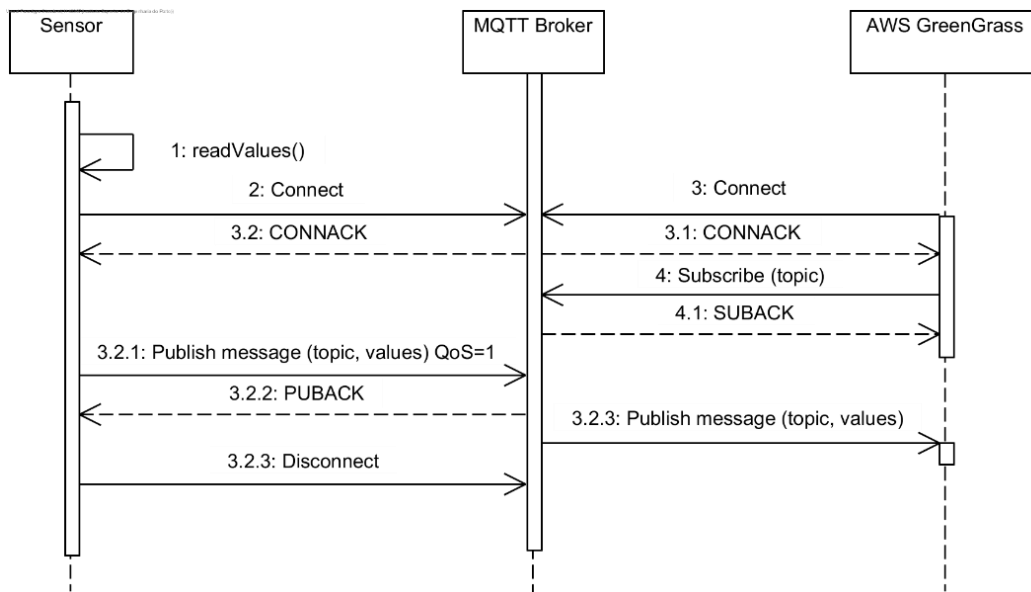 Sensor
MQTT Broker
AWS GreenGrass
1: readValues()
2: Connect
3: Connect
3.2: CONNACK
3.1: CONNACK
4: Subscribe (topic)
4.1: SUBACK
3.2.1: Publish message (topic, values) QoS=1
3.2.2: PUBACK
3.2.3: Publish message (topic, values)
3.2.3: Disconnect